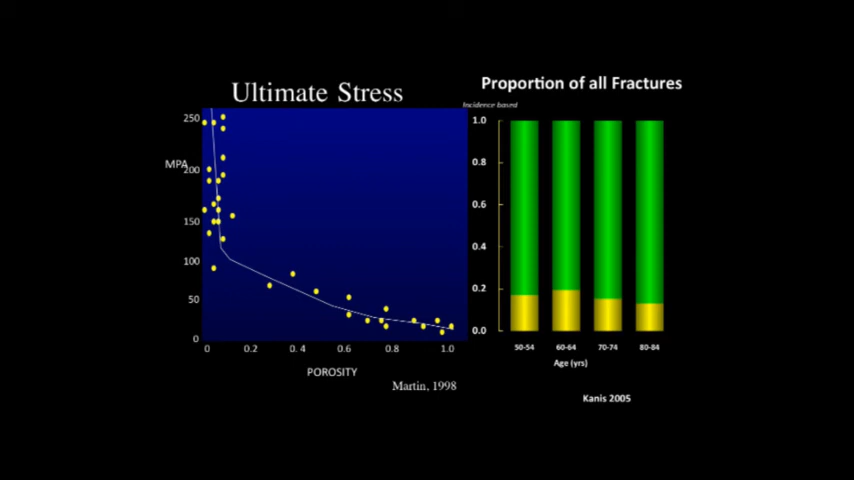 Ultimate Stress
250
MPA
200
150
100
50
0
0 0.2 0. 4 0.6 0.8 1.0
POROSITY
Martin, 1998
Proportion of all Fractures
Incidence based
1.0
0.8
0.6
0.4
0.2
0.0
50-54 60-64 70-74 80-84
Age (yrs)
Kanis 2005